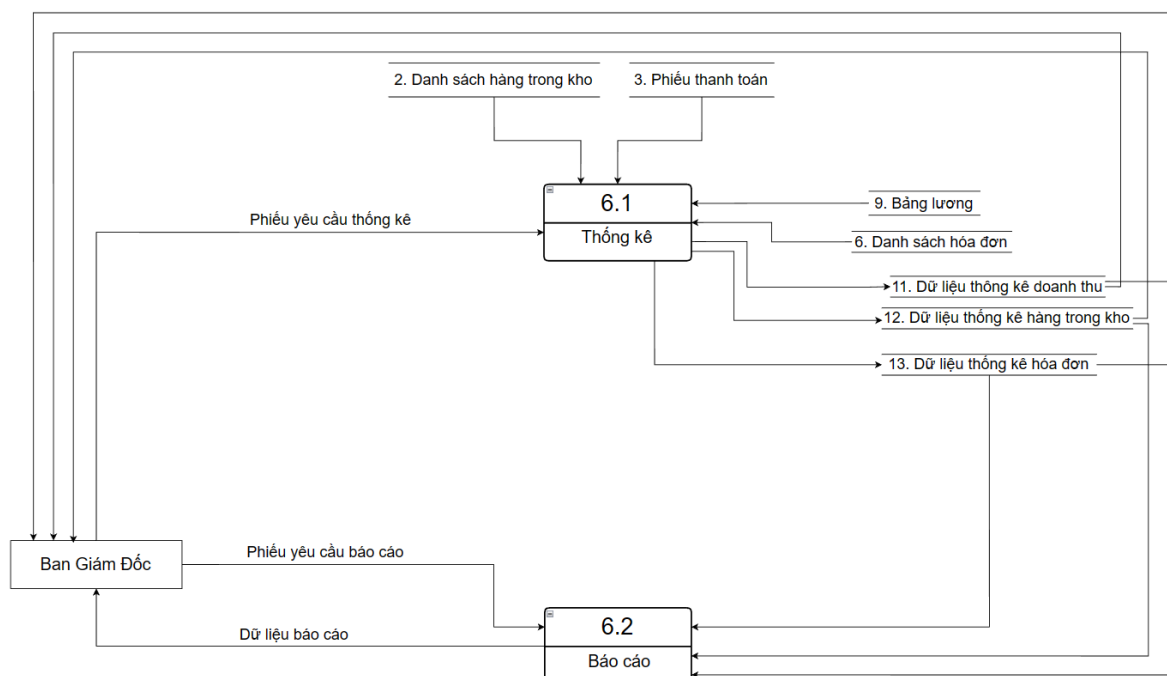 2. Danh sách hàng trong kho
3. Phiếu thanh toán
6.1
Thống kê
9. Bảng lương
6. Danh sách hóa đơn
Phiếu yêu cầu thống kê
11. Dữ liệu thông kê doanh thu
12. Dữ liệu thống kê hàng trong kho
13. Dữ liệu thống kê hóa đơn
Ban Giám Đốc
Phiếu yêu cầu báo cáo
Dữ liệu báo cáo
6.2
Báo cáo